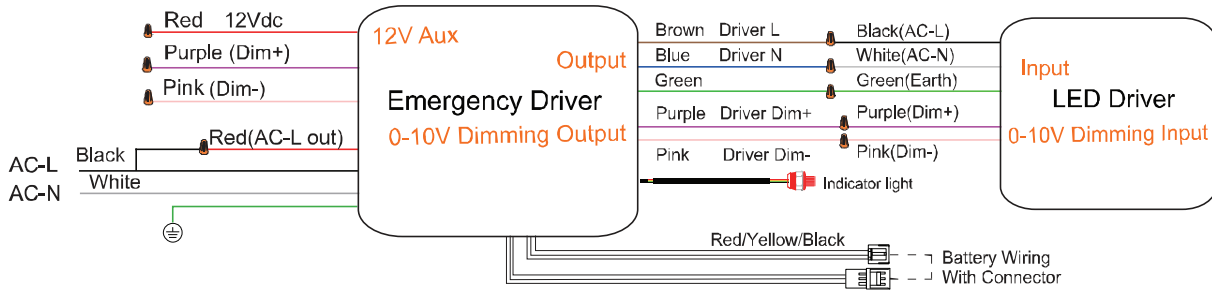 Red 12Vdc
Purple (Dim+)
Pink (Dim-)
Red(AC-L out)
AC-L
Black
AC-N
White
12V Aux
Output
Emergency Driver
0-10V Dimming Output
Brown Driver L
Blue Driver N
Green
Purple Driver Dim+
Pink Driver Dim-
Black(AC-L)
White(AC-N)
Green(Earth)
Purple(Dim+)
Pink(Dim-)
Indicator light
Input
LED Driver
0-10V Dimming Input
Red/Yellow/Black
Battery Wiring
With Connector